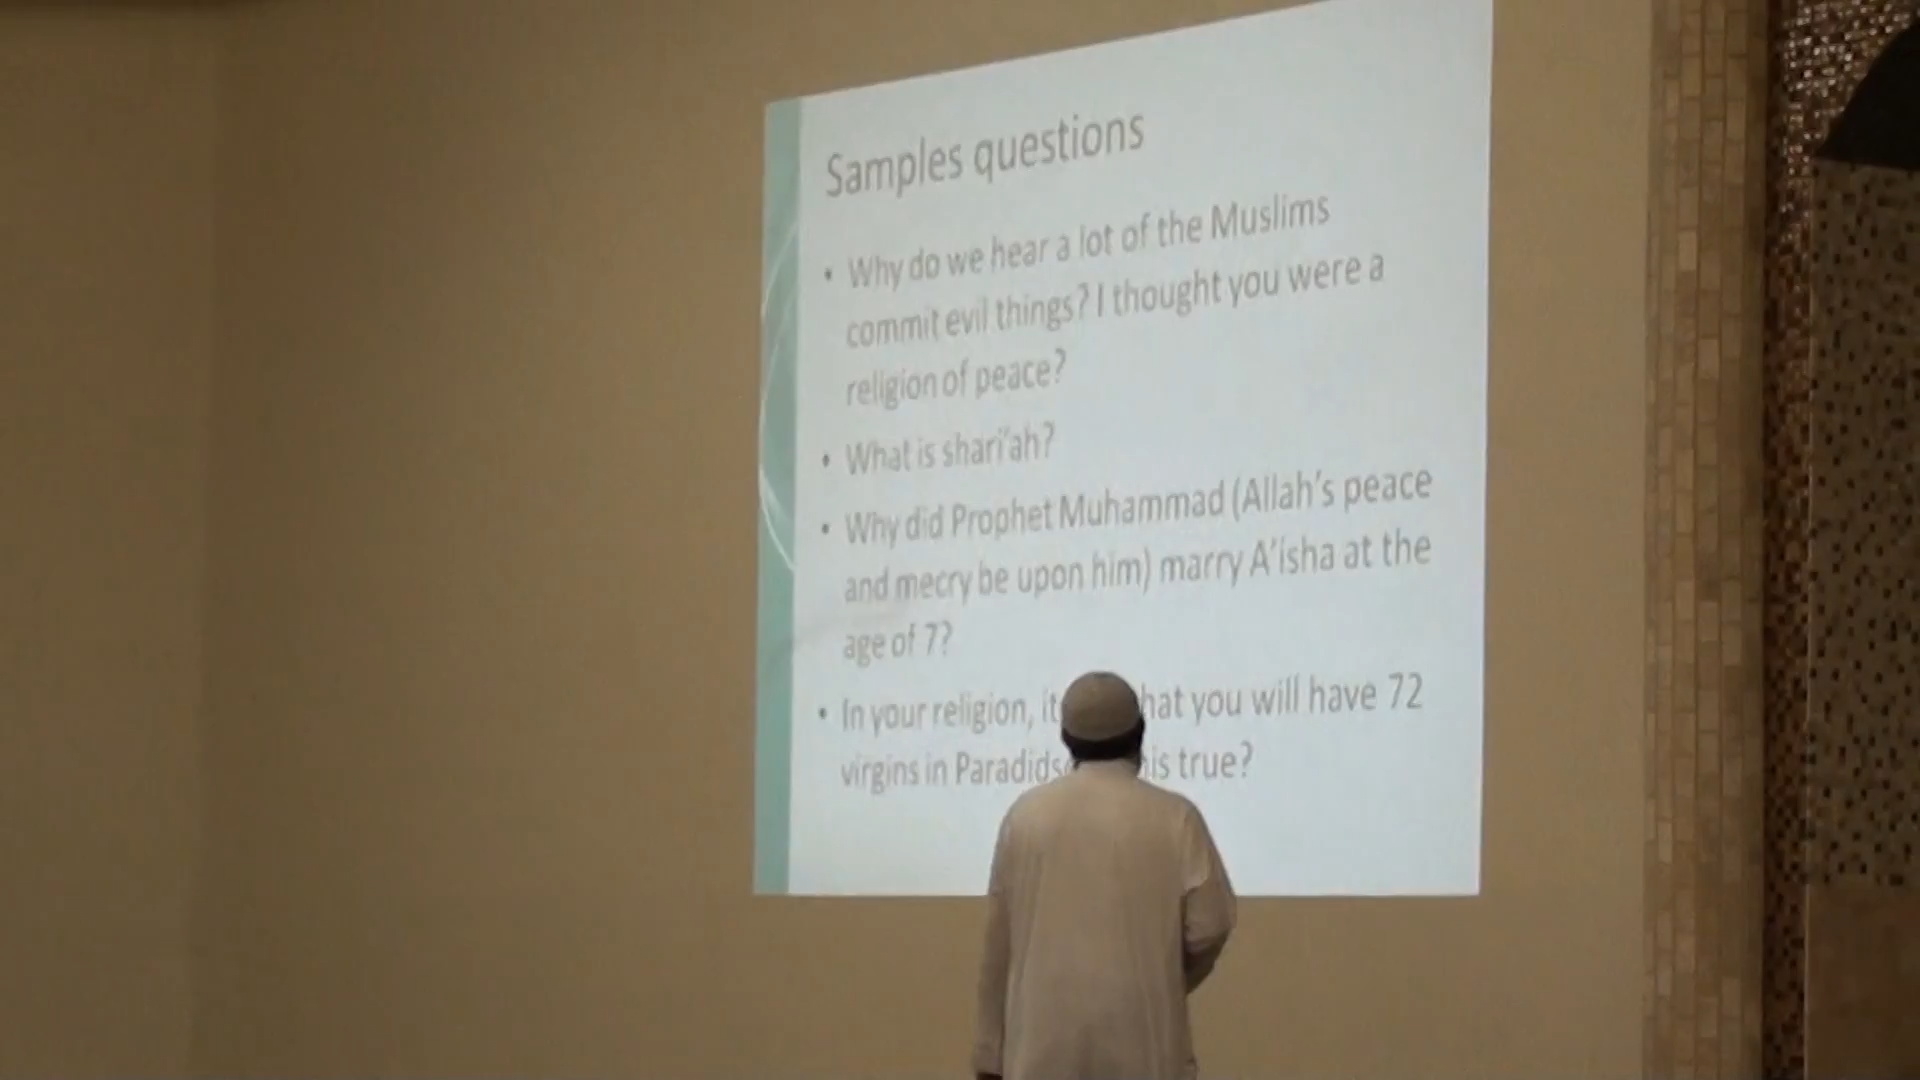 Samples questions
• Why do we hear a lot of the Muslims
commit evil things? I thought you were a
religion of peace?
• What is shari'ah?
• Why did Prophet Muhammad (Allah's peace
and mecry be upon him) marry A'isha at the
age of 7?
• In your religion, hat you will have 72
virgins in Paradids is true?